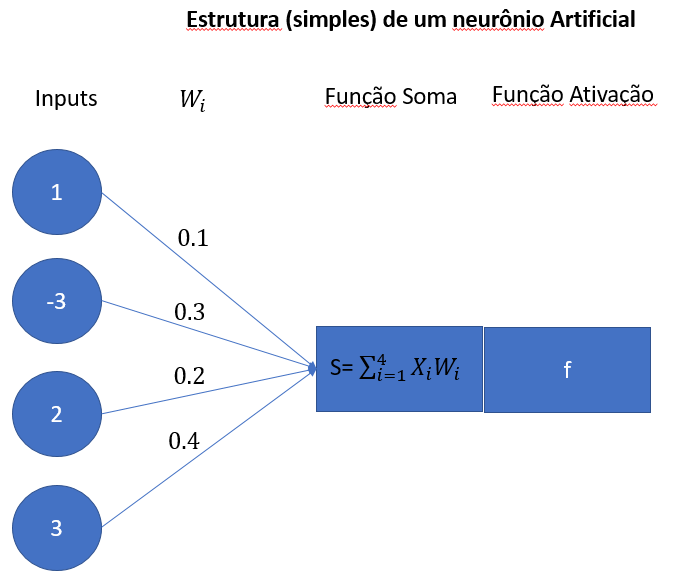 Estrutura (simples) de um neurônio Artificial
Inputs
W_i
Função Soma
Função Ativação
1
0.1
-3
0.3
S= ∑_{i=1}^{4} X_i W_i
f
0.2
2
0.4
3